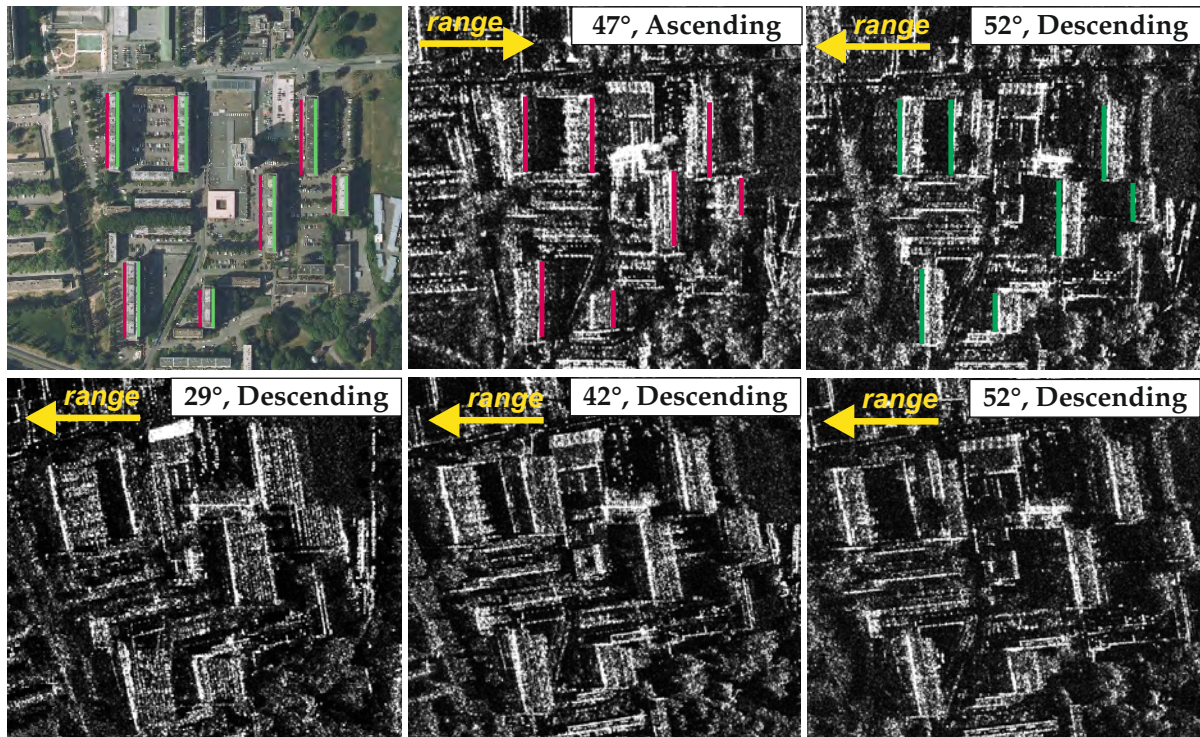 range
47°, Ascending
range
52°, Descending
range
29°, Descending
range
42°, Descending
range
52°, Descending